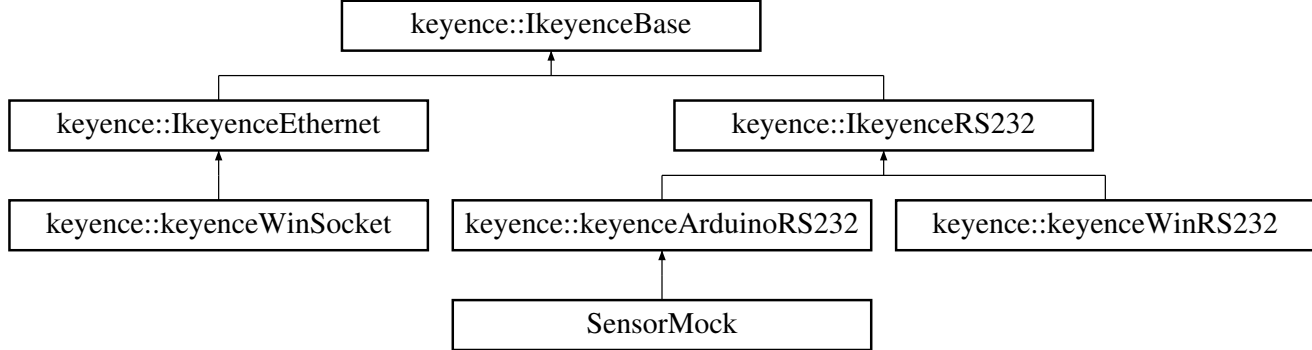 keyence::IkeyenceBase
keyence::IkeyenceEthernet
keyence::IkeyenceRS232
keyence::keyenceWinSocket
keyence::keyenceArduinoRS232
keyence::keyenceWinRS232
SensorMock